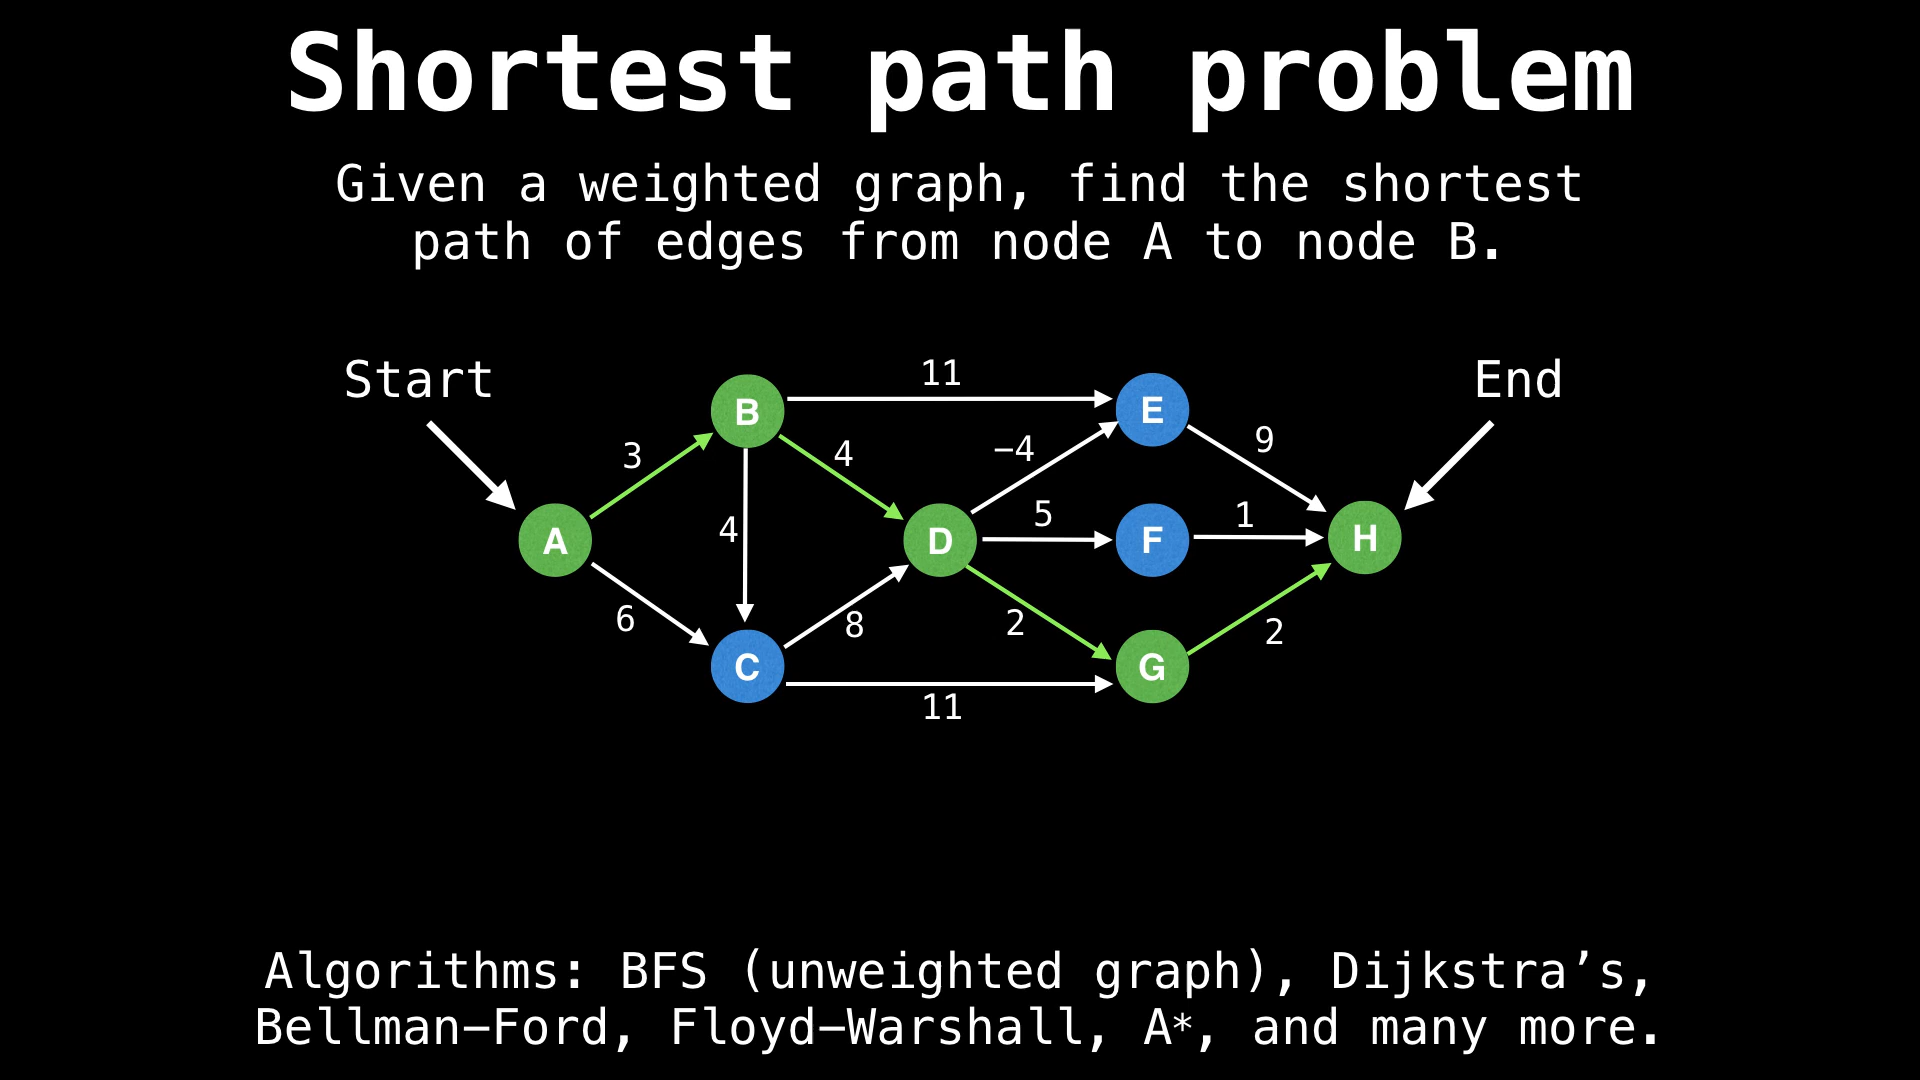 Shortest path problem
Given a weighted graph, find the shortest
path of edges from node A to node B.
Start
End
11
B
E
3
4
−4
9
4
5
1
A
D
F
H
6
8
2
2
C
G
11
Algorithms: BFS (unweighted graph), Dijkstra’s,
Bellman−Ford, Floyd−Warshall, A*, and many more.